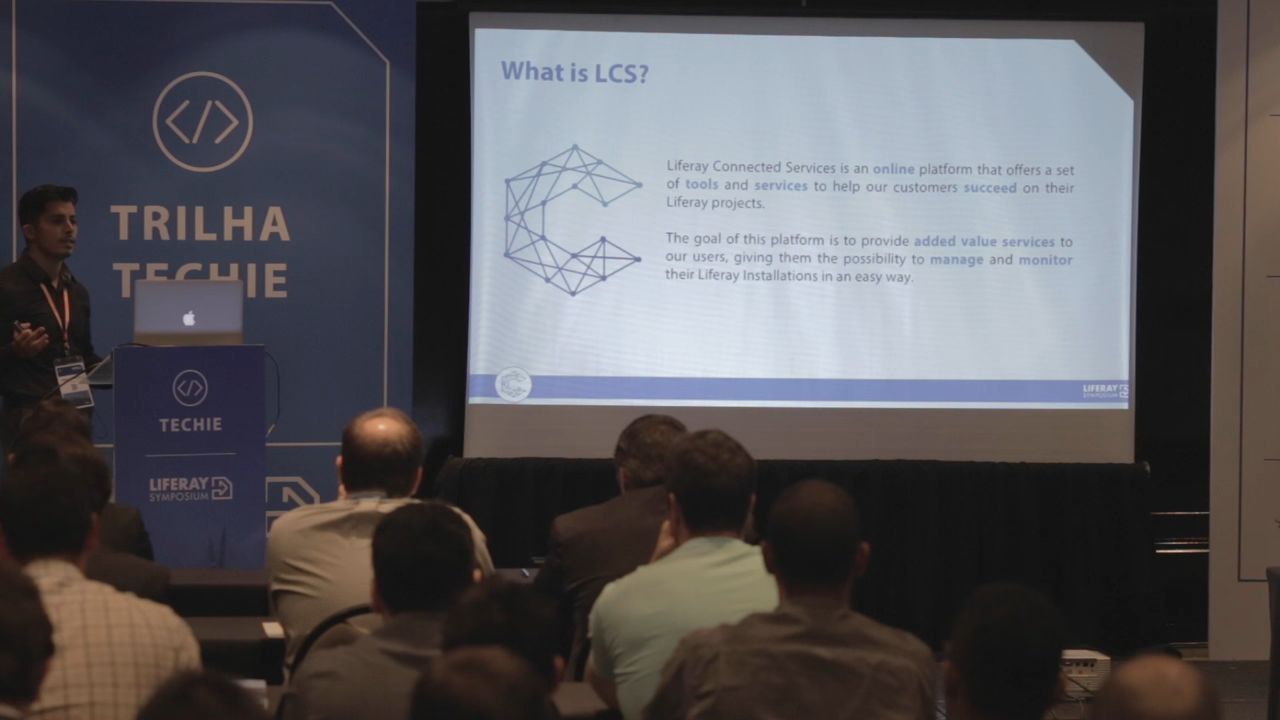 TRILHA
TECHIE
</>
TECHIE
LIFERAY
SYMPOSIUM
What is LCS?
Liferay Connected Services is an online platform that offers a set
of tools and services to help our customers succeed on their
Liferay projects.
The goal of this platform is to provide added value services to
our users, giving them the possibility to manage and monitor
their Liferay Installations in an easy way.
LIFERAY
SYMPOSIUM